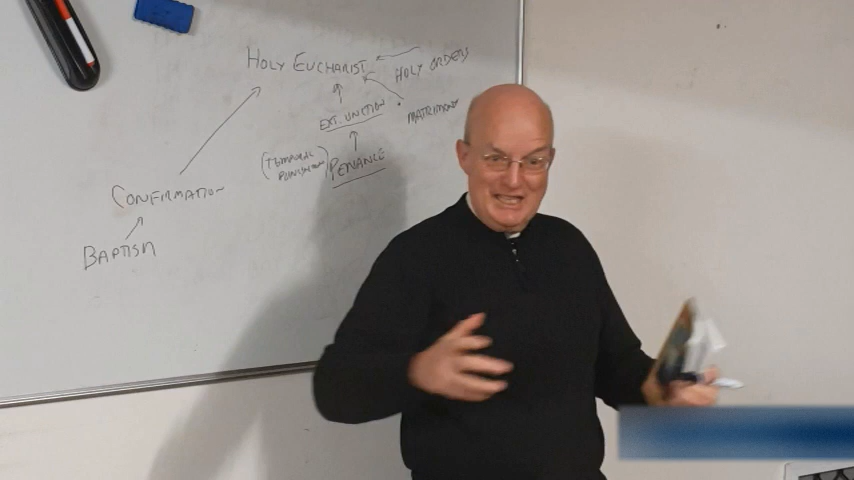 HOLY EUCHARIST
HOLY ORDERS
EXT. UNCTION
MATRIMONY
(TEMPORAL
PUNISHMENT)
PENANCE
CONFIRMATION
BAPTISM